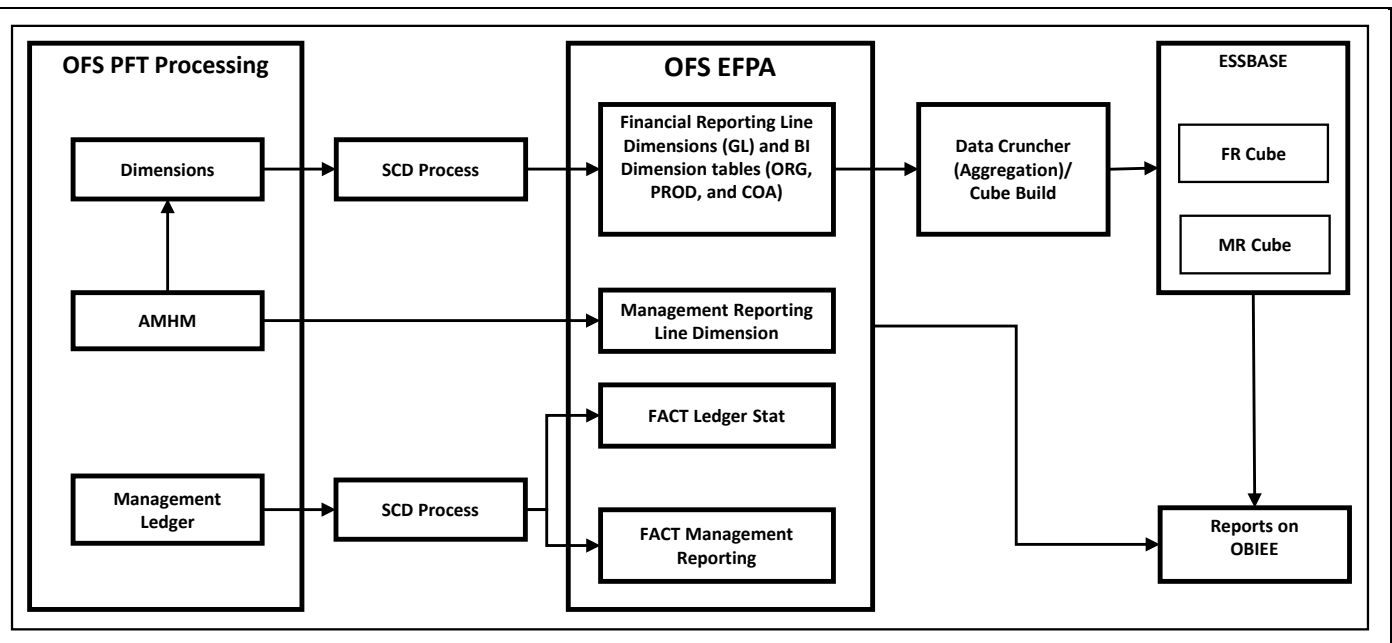 OFS PFT Processing
Dimensions
AMHM
Management
Ledger
SCD Process
SCD Process
OFS EFPA
Financial Reporting Line
Dimensions (GL) and BI
Dimension tables (ORG,
PROD, and COA)
Management Reporting
Line Dimension
FACT Ledger Stat
FACT Management
Reporting
Data Cruncher
(Aggregation)/
Cube Build
ESSBASE
FR Cube
MR Cube
Reports on
OBIEE